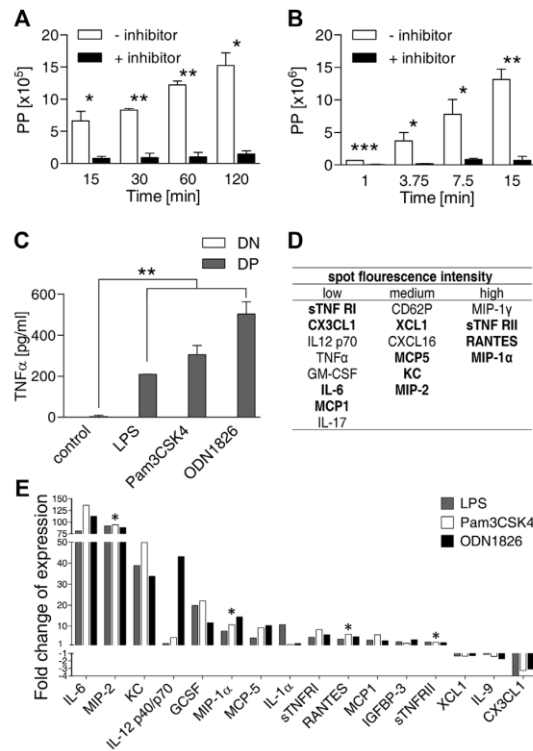 A
- inhibitor
+ inhibitor
PP [x10⁵]
20
15
10
5
0
*
**
**
*
15 30 60 120
Time [min]
B
- inhibitor
+ inhibitor
PP [x10⁶]
20
15
10
5
0
***
*
*
**
1 3.75 7.5 15
Time [min]
C
DN
DP
**
TNFα [pg/ml]
600
400
200
0
control
LPS
Pam3CSK4
ODN1826
D
spot flourescence intensity
low medium high
sTNF RI CD62P MIP-1γ
CX3CL1 XCL1 sTNF RII
IL12 p70 CXCL16 RANTES
TNFα MCP5 MIP-1α
GM-CSF KC
IL-6 MIP-2
MCP1
IL-17
E
LPS
Pam3CSK4
ODN1826
Fold change of expression
150
125
100
75
50
40
30
20
10
1
-1
-2
-3
-4
*
*
*
*
IL-6
MIP-2
KC
IL-12 p40/p70
GCSF
MIP-1α
MCP-5
IL-1α
sTNFRI
RANTES
MCP1
IGFBP-3
sTNFRII
XCL1
IL-9
CX3CL1